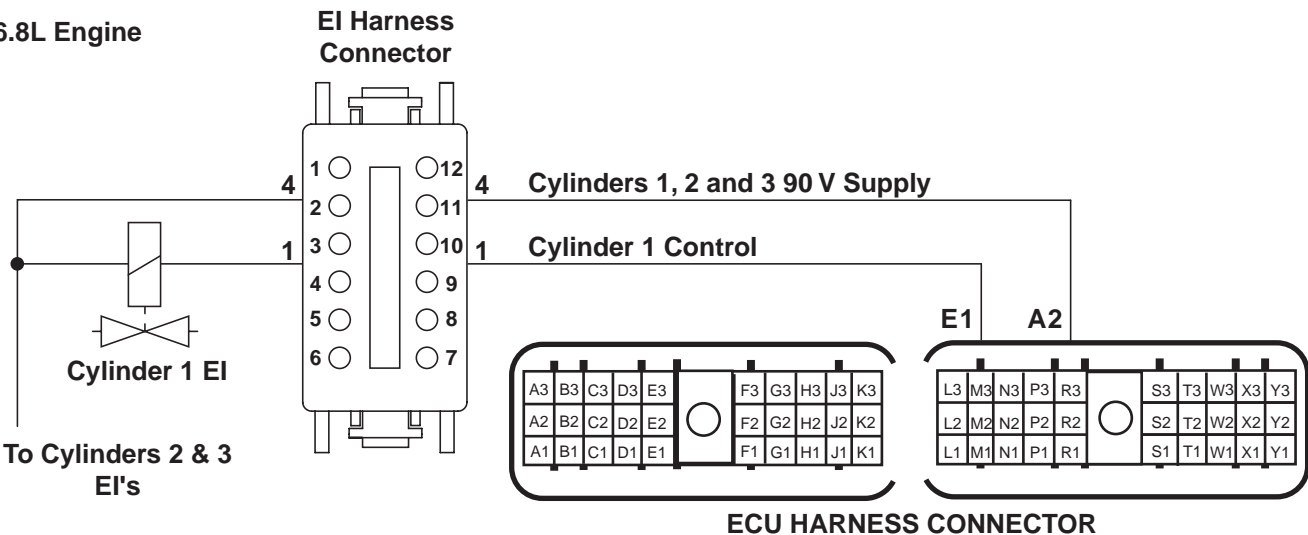 6.8L Engine
EI Harness
Connector
1 12
4 4 Cylinders 1, 2 and 3 90 V Supply
2 11
1 3 10 1 Cylinder 1 Control
4 9
5 8
6 7
Cylinder 1 EI
To Cylinders 2 & 3
EI's
E1 A2
A3 B3 C3 D3 E3 F3 G3 H3 J3 K3
A2 B2 C2 D2 E2 F2 G2 H2 J2 K2
A1 B1 C1 D1 E1 F1 G1 H1 J1 K1
L3 M3 N3 P3 R3 S3 T3 W3 X3 Y3
L2 M2 N2 P2 R2 S2 T2 W2 X2 Y2
L1 M1 N1 P1 R1 S1 T1 W1 X1 Y1
ECU HARNESS CONNECTOR